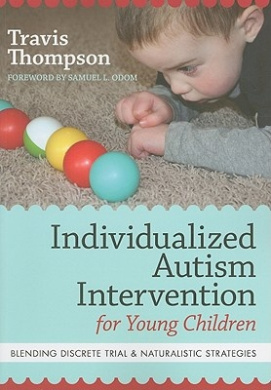 Travis
Thompson
FOREWORD BY SAMUEL L. ODOM
Individualized
Autism
Intervention
for Young Children
BLENDING DISCRETE TRIAL & NATURALISTIC STRATEGIES